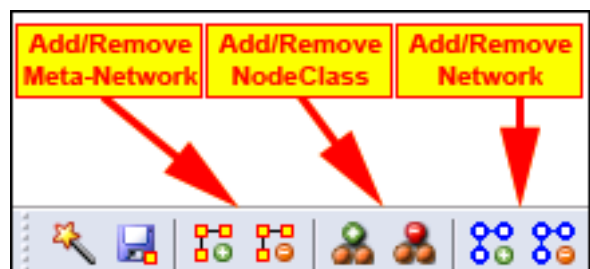 Add/Remove
Meta-Network
Add/Remove
NodeClass
Add/Remove
Network